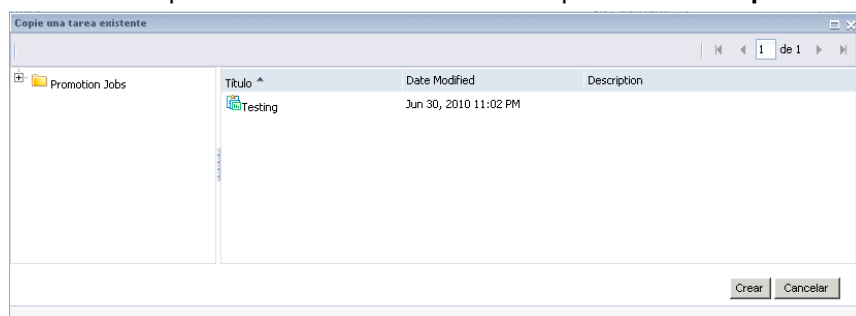 Copie una tarea existente
1 de 1
Promotion Jobs
Título Date Modified Description
Testing Jun 30, 2010 11:02 PM
Crear Cancelar